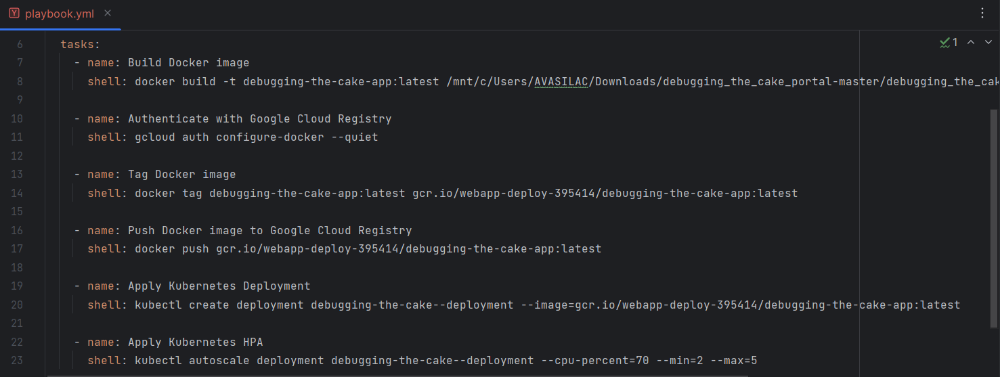 playbook.yml
1
6 tasks:
7 - name: Build Docker image
8 shell: docker build -t debugging-the-cake-app:latest /mnt/c/Users/AVASILAC/Downloads/debugging_the_cake_portal-master/debugging_the_cak
9
10 - name: Authenticate with Google Cloud Registry
11 shell: gcloud auth configure-docker --quiet
12
13 - name: Tag Docker image
14 shell: docker tag debugging-the-cake-app:latest gcr.io/webapp-deploy-395414/debugging-the-cake-app:latest
15
16 - name: Push Docker image to Google Cloud Registry
17 shell: docker push gcr.io/webapp-deploy-395414/debugging-the-cake-app:latest
18
19 - name: Apply Kubernetes Deployment
20 shell: kubectl create deployment debugging-the-cake--deployment --image=gcr.io/webapp-deploy-395414/debugging-the-cake-app:latest
21
22 - name: Apply Kubernetes HPA
23 shell: kubectl autoscale deployment debugging-the-cake--deployment --cpu-percent=70 --min=2 --max=5